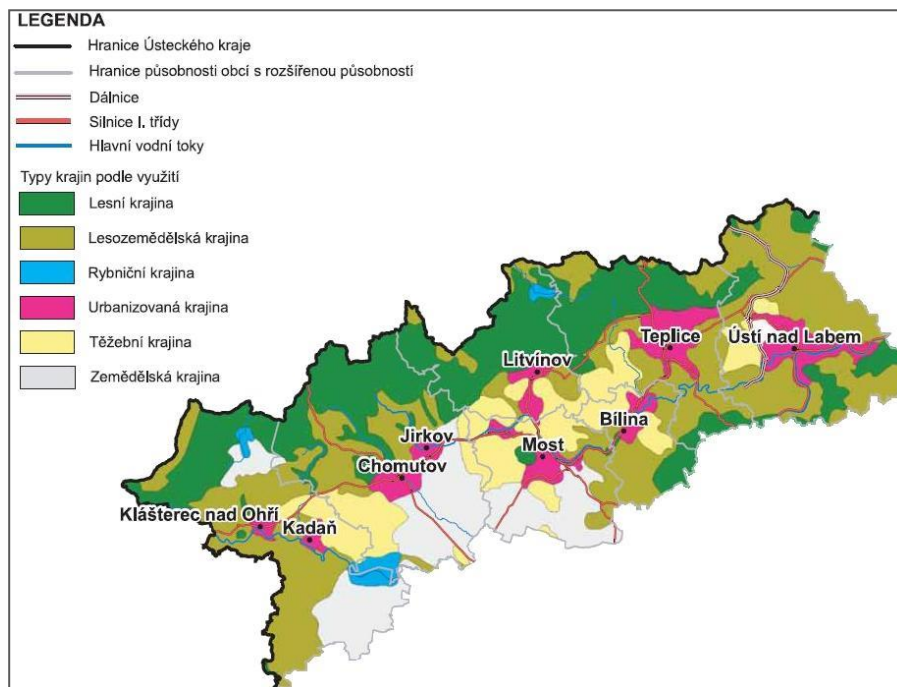 LEGENDA
Hranice Ústeckého kraje
Hranice působnosti obcí s rozšířenou působností
Dálnice
Silnice I. třídy
Hlavní vodní toky
Typy krajin podle využití
Lesní krajina
Lesozemědělská krajina
Rybniční krajina
Urbanizovaná krajina
Těžební krajina
Zemědělská krajina
Teplice
Ústí nad Labem
Litvínov
Bílina
Jirkov
Most
Chomutov
Klášterec nad Ohří
Kadaň